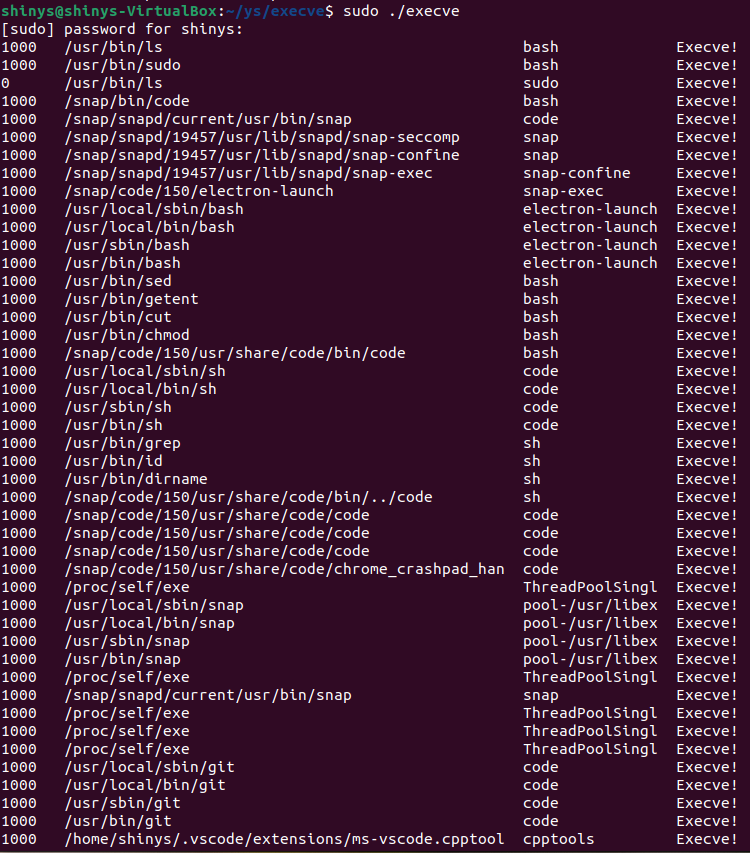 shinys@shinys-VirtualBox:~/ys/execve$ sudo ./execve
[sudo] password for shinys:
1000 /usr/bin/ls bash Execve!
1000 /usr/bin/sudo bash Execve!
0 /usr/bin/ls sudo Execve!
1000 /snap/bin/code bash Execve!
1000 /snap/snapd/current/usr/bin/snap code Execve!
1000 /snap/snapd/19457/usr/lib/snapd/snap-seccomp snap Execve!
1000 /snap/snapd/19457/usr/lib/snapd/snap-confine snap Execve!
1000 /snap/snapd/19457/usr/lib/snapd/snap-exec snap-confine Execve!
1000 /snap/code/150/electron-launch snap-exec Execve!
1000 /usr/local/sbin/bash electron-launch Execve!
1000 /usr/local/bin/bash electron-launch Execve!
1000 /usr/sbin/bash electron-launch Execve!
1000 /usr/bin/bash electron-launch Execve!
1000 /usr/bin/sed bash Execve!
1000 /usr/bin/getent bash Execve!
1000 /usr/bin/cut bash Execve!
1000 /usr/bin/chmod bash Execve!
1000 /snap/code/150/usr/share/code/bin/code bash Execve!
1000 /usr/local/sbin/sh code Execve!
1000 /usr/local/bin/sh code Execve!
1000 /usr/sbin/sh code Execve!
1000 /usr/bin/sh code Execve!
1000 /usr/bin/grep sh Execve!
1000 /usr/bin/id sh Execve!
1000 /usr/bin/dirname sh Execve!
1000 /snap/code/150/usr/share/code/bin/../code sh Execve!
1000 /snap/code/150/usr/share/code/code code Execve!
1000 /snap/code/150/usr/share/code/code code Execve!
1000 /snap/code/150/usr/share/code/code code Execve!
1000 /snap/code/150/usr/share/code/chrome_crashpad_han code Execve!
1000 /proc/self/exe ThreadPoolSingl Execve!
1000 /usr/local/sbin/snap pool-/usr/libex Execve!
1000 /usr/local/bin/snap pool-/usr/libex Execve!
1000 /usr/sbin/snap pool-/usr/libex Execve!
1000 /usr/bin/snap pool-/usr/libex Execve!
1000 /proc/self/exe ThreadPoolSingl Execve!
1000 /snap/snapd/current/usr/bin/snap snap Execve!
1000 /proc/self/exe ThreadPoolSingl Execve!
1000 /proc/self/exe ThreadPoolSingl Execve!
1000 /proc/self/exe ThreadPoolSingl Execve!
1000 /usr/local/sbin/git code Execve!
1000 /usr/local/bin/git code Execve!
1000 /usr/sbin/git code Execve!
1000 /usr/bin/git code Execve!
1000 /home/shinys/.vscode/extensions/ms-vscode.cpptool cpptools Execve!